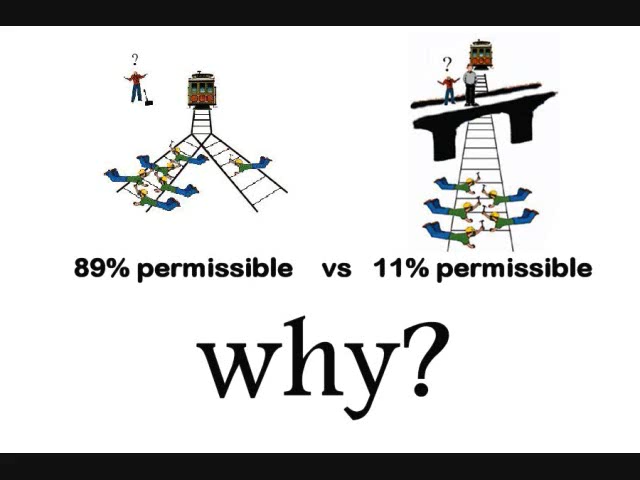 ?
?
89% permissible vs 11% permissible
why?